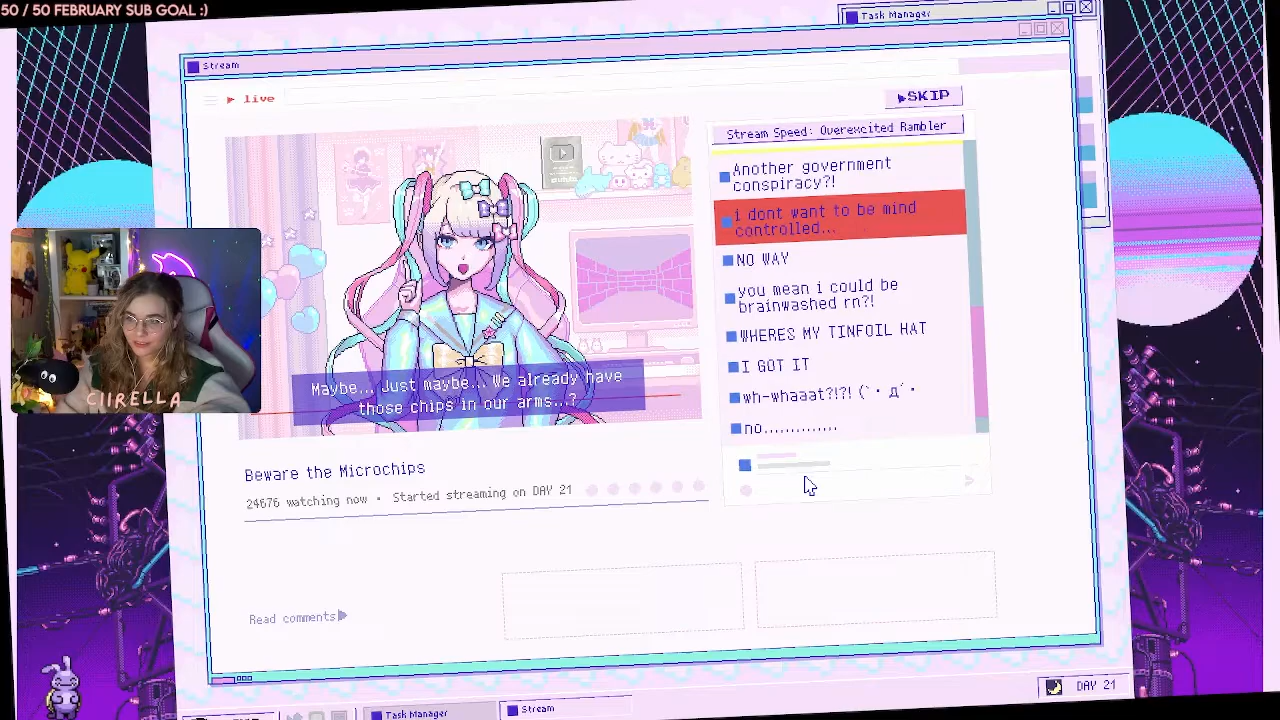 50 / 50 FEBRUARY SUB GOAL :)
Task Manager
Stream
live
▶SKIP
Stream Speed: Overexcited Rambler
Another government
conspiracy?!
i dont want to be mind
controlled...
NO WAY
you mean i could be
brainwashed rn?!
WHERES MY TINFOIL HAT
I GOT IT
wh-whaaat?!?! (`・д´・
no..............
Maybe... Just maybe... We already have
those chips in our arms...?
CIIRELLA
Beware the Microchips
24676 watching now • Started streaming on DAY 21
Read comments▶
DAY 21
Task Manager
Stream